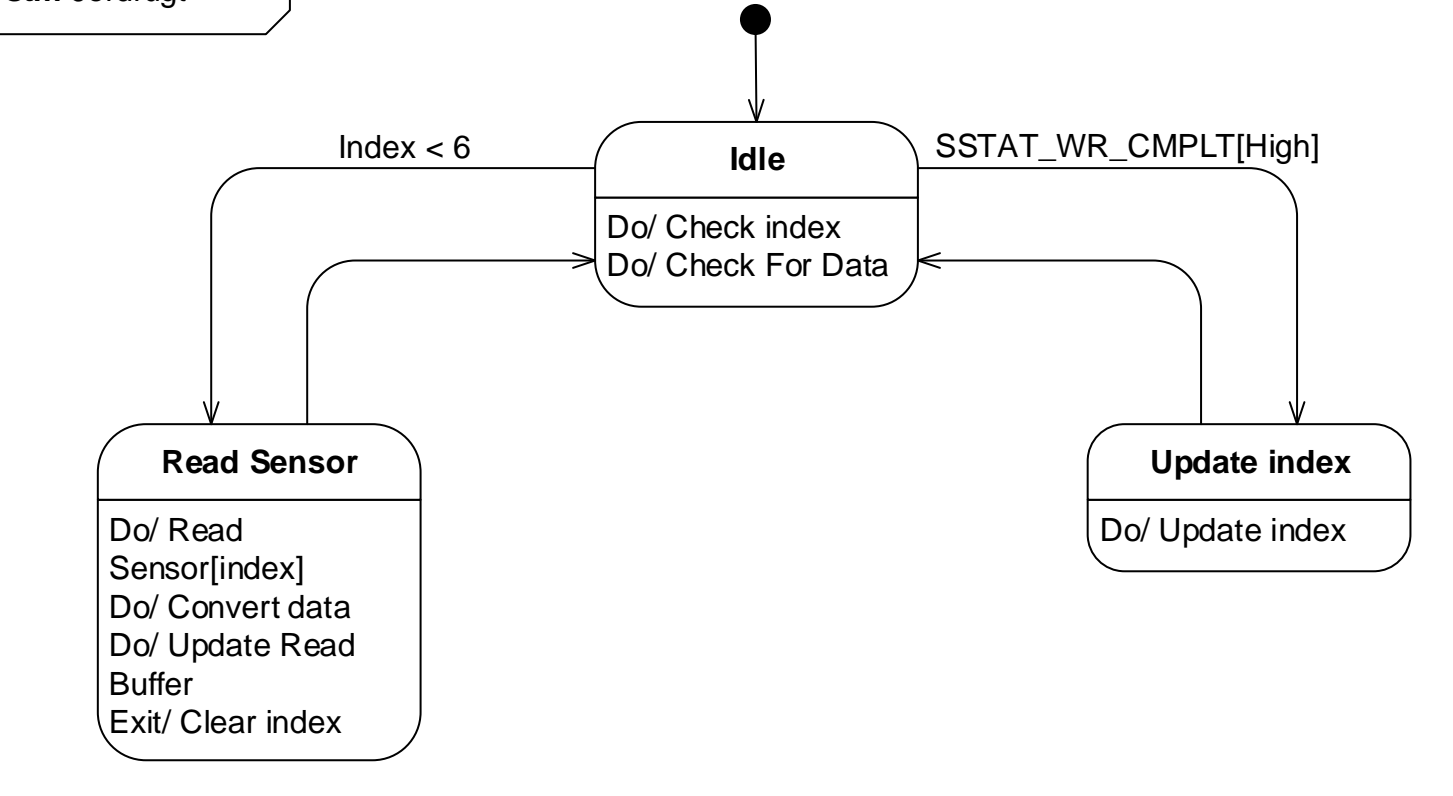 Index < 6
SSTAT_WR_CMPLT[High]
Idle
Do/ Check index
Do/ Check For Data
Read Sensor
Do/ Read
Sensor[index]
Do/ Convert data
Do/ Update Read
Buffer
Exit/ Clear index
Update index
Do/ Update index